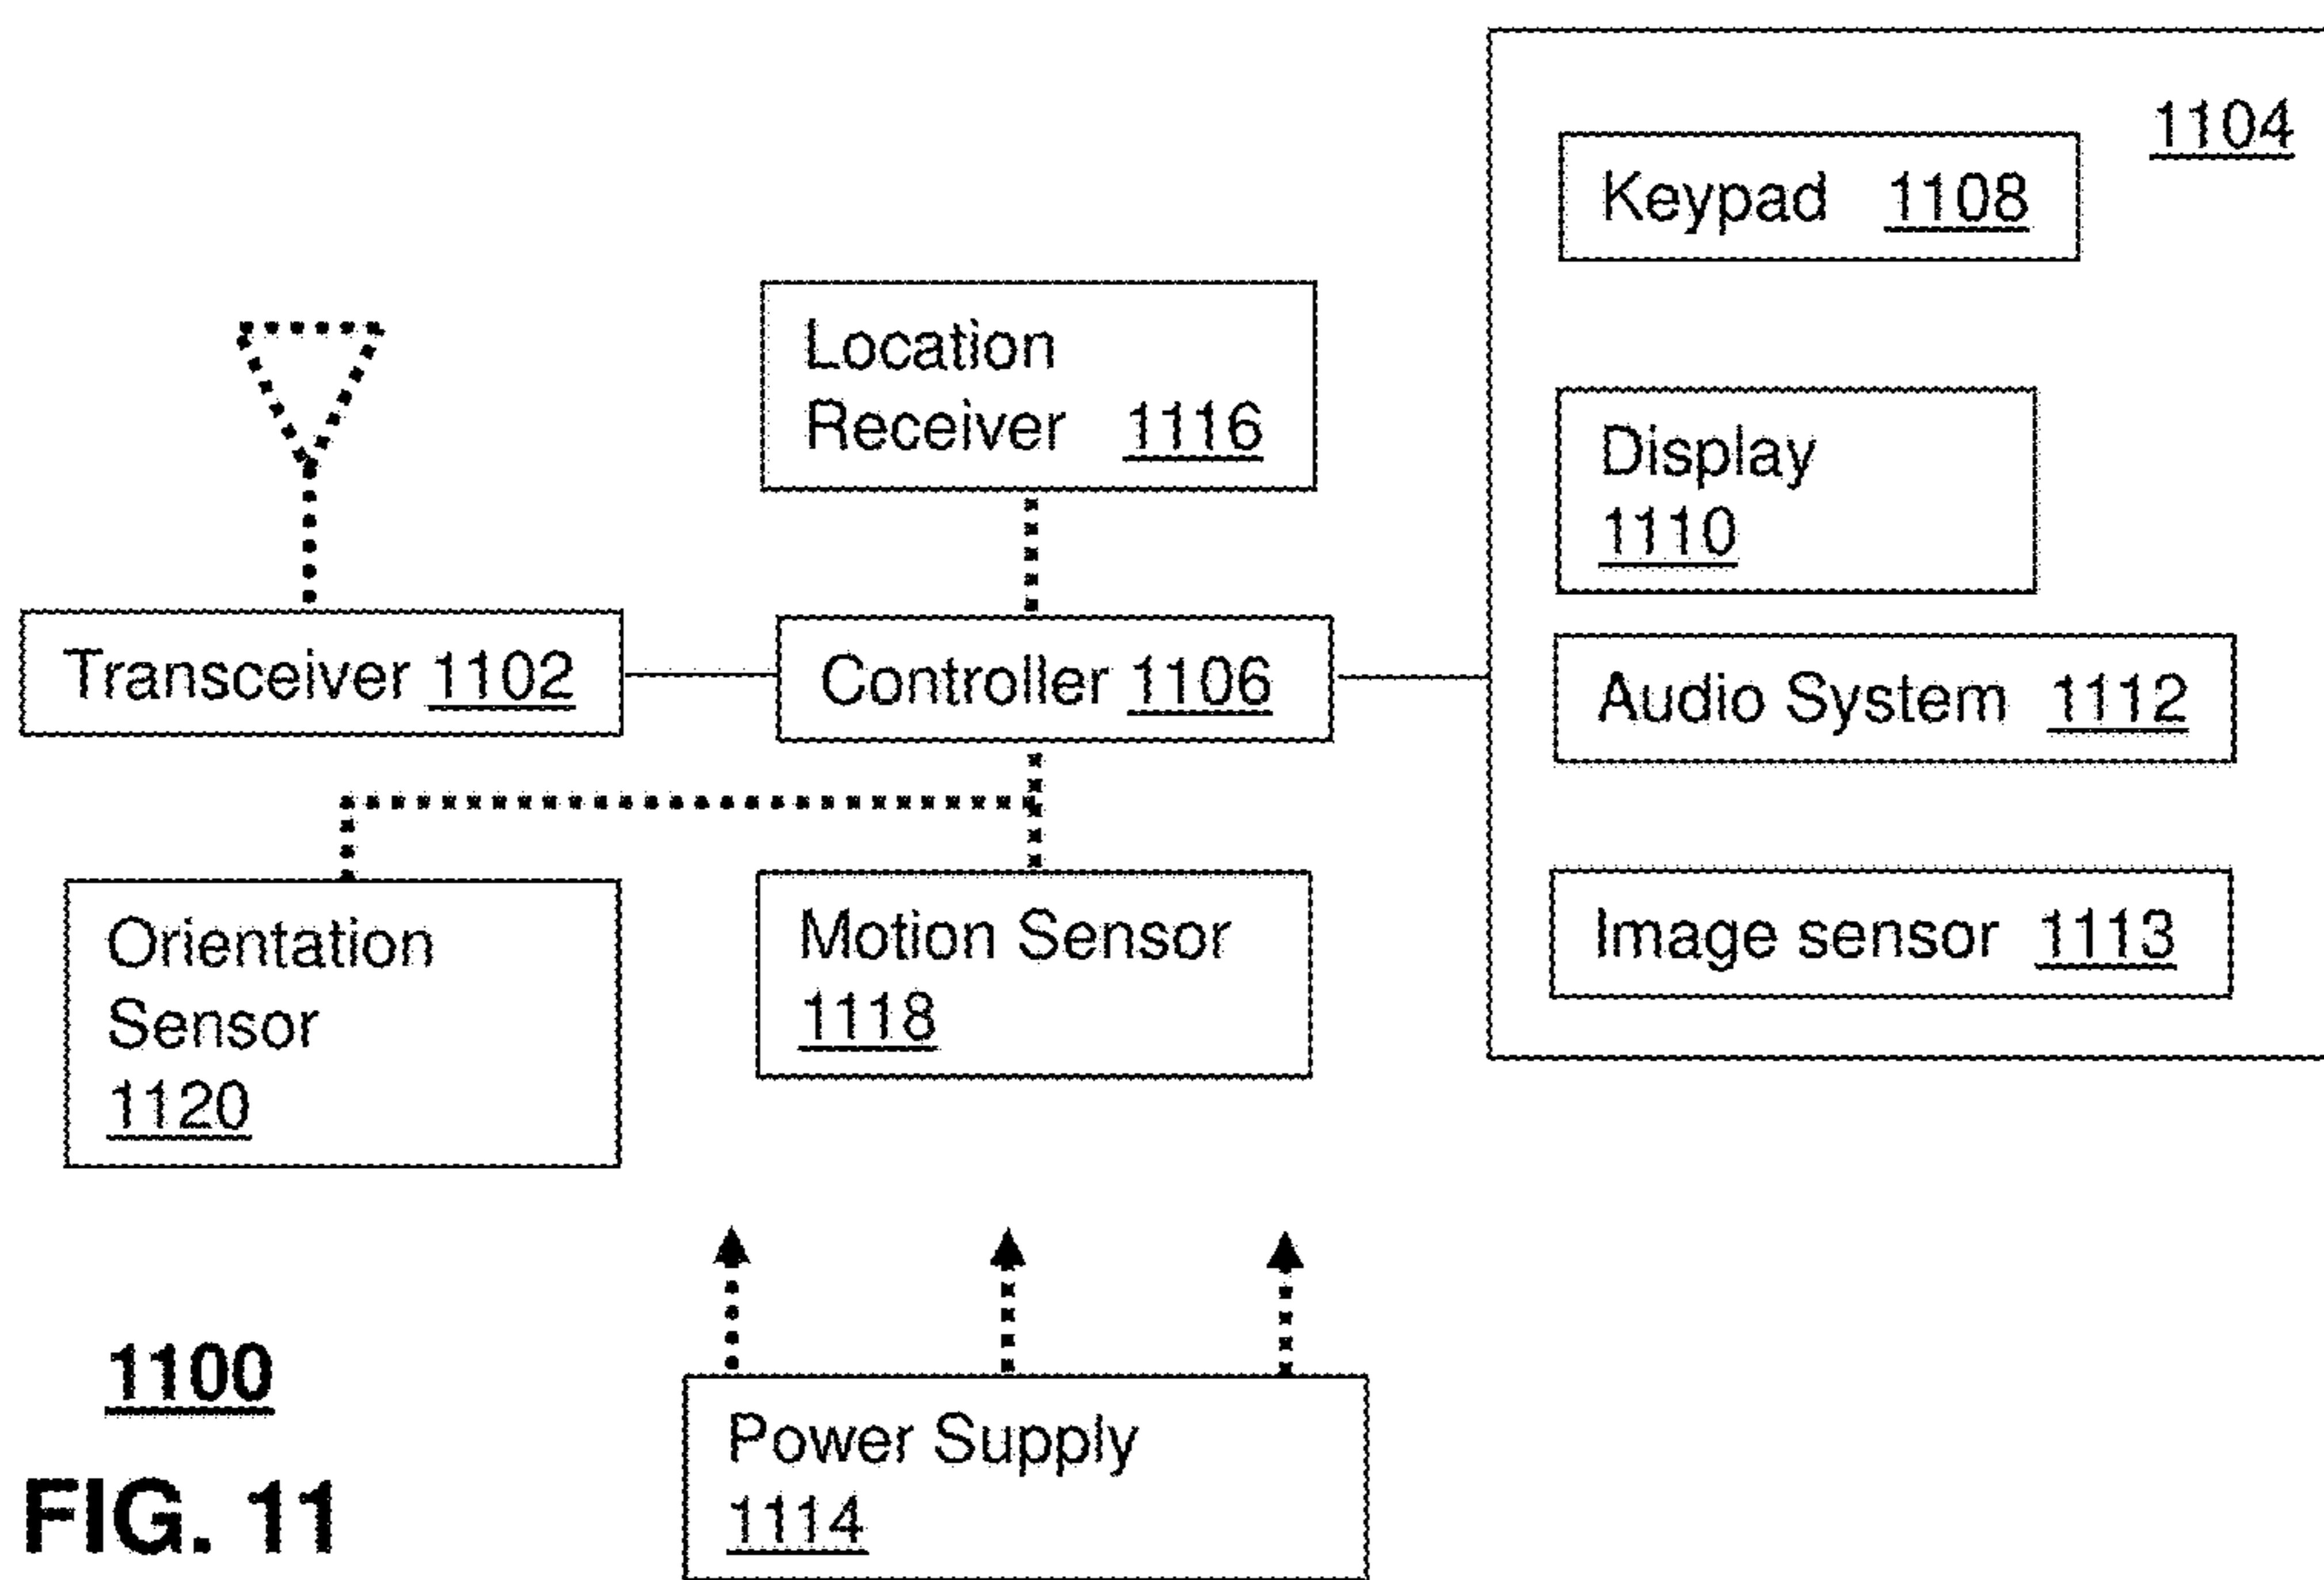 1104
Keypad 1108
Location
Receiver 1116
Display
1110
Transceiver 1102
Controller 1106
Audio System 1112
Orientation
Sensor
1120
Motion Sensor
1118
Image sensor 1113
1100
FIG. 11
Power Supply
1114